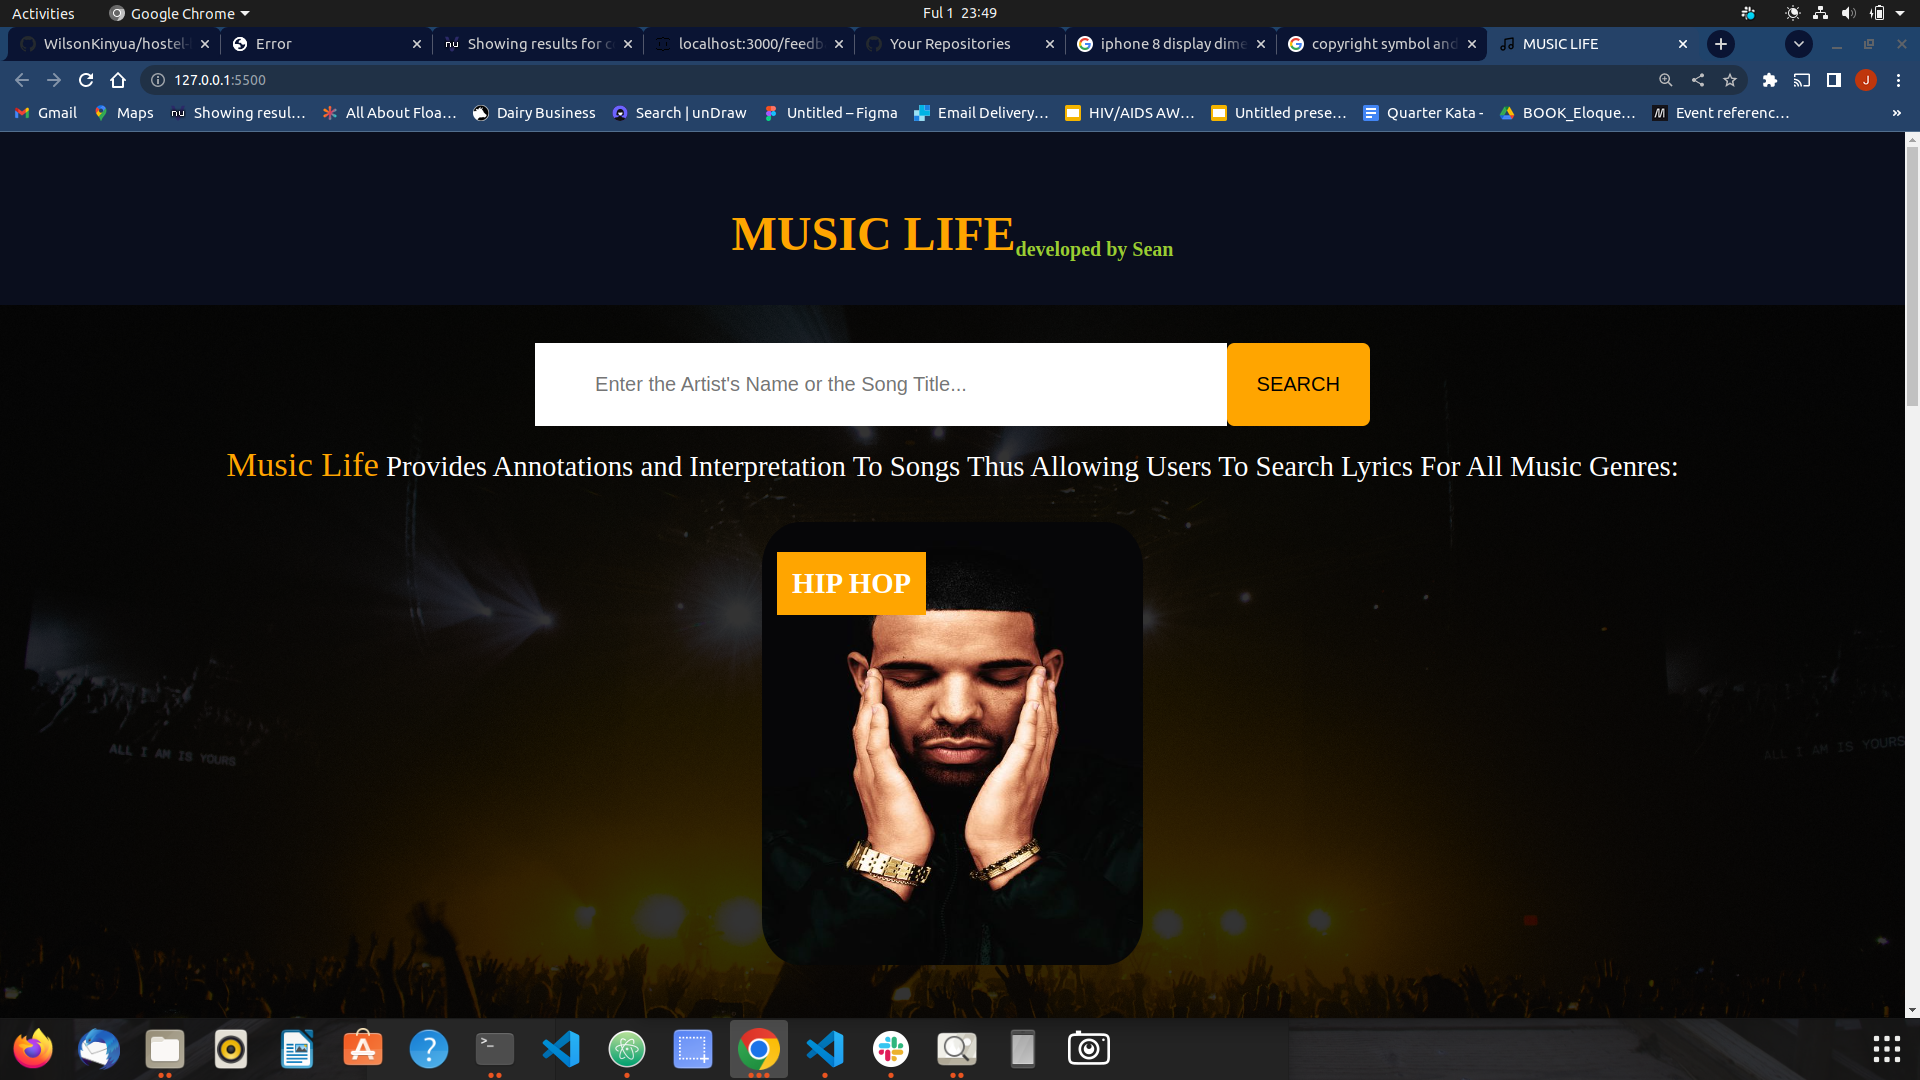 Activities
Google Chrome
Ful 1 23:49
WilsonKinyua/hostel-
Error
Showing results for c
localhost:3000/feedb
Your Repositories
iphone 8 display dime
copyright symbol and
MUSIC LIFE
127.0.0.1:5500
J
Gmail
Maps
Showing resul…
All About Floa…
Dairy Business
Search | unDraw
Untitled – Figma
Email Delivery…
HIV/AIDS AW…
Untitled prese…
Quarter Kata -
BOOK_Eloque…
Event referenc…
»
MUSIC LIFE developed by Sean
Enter the Artist's Name or the Song Title...
SEARCH
Music Life Provides Annotations and Interpretation To Songs Thus Allowing Users To Search Lyrics For All Music Genres:
HIP HOP
ALL I AM IS YOURS
ALL I AM IS YOURS